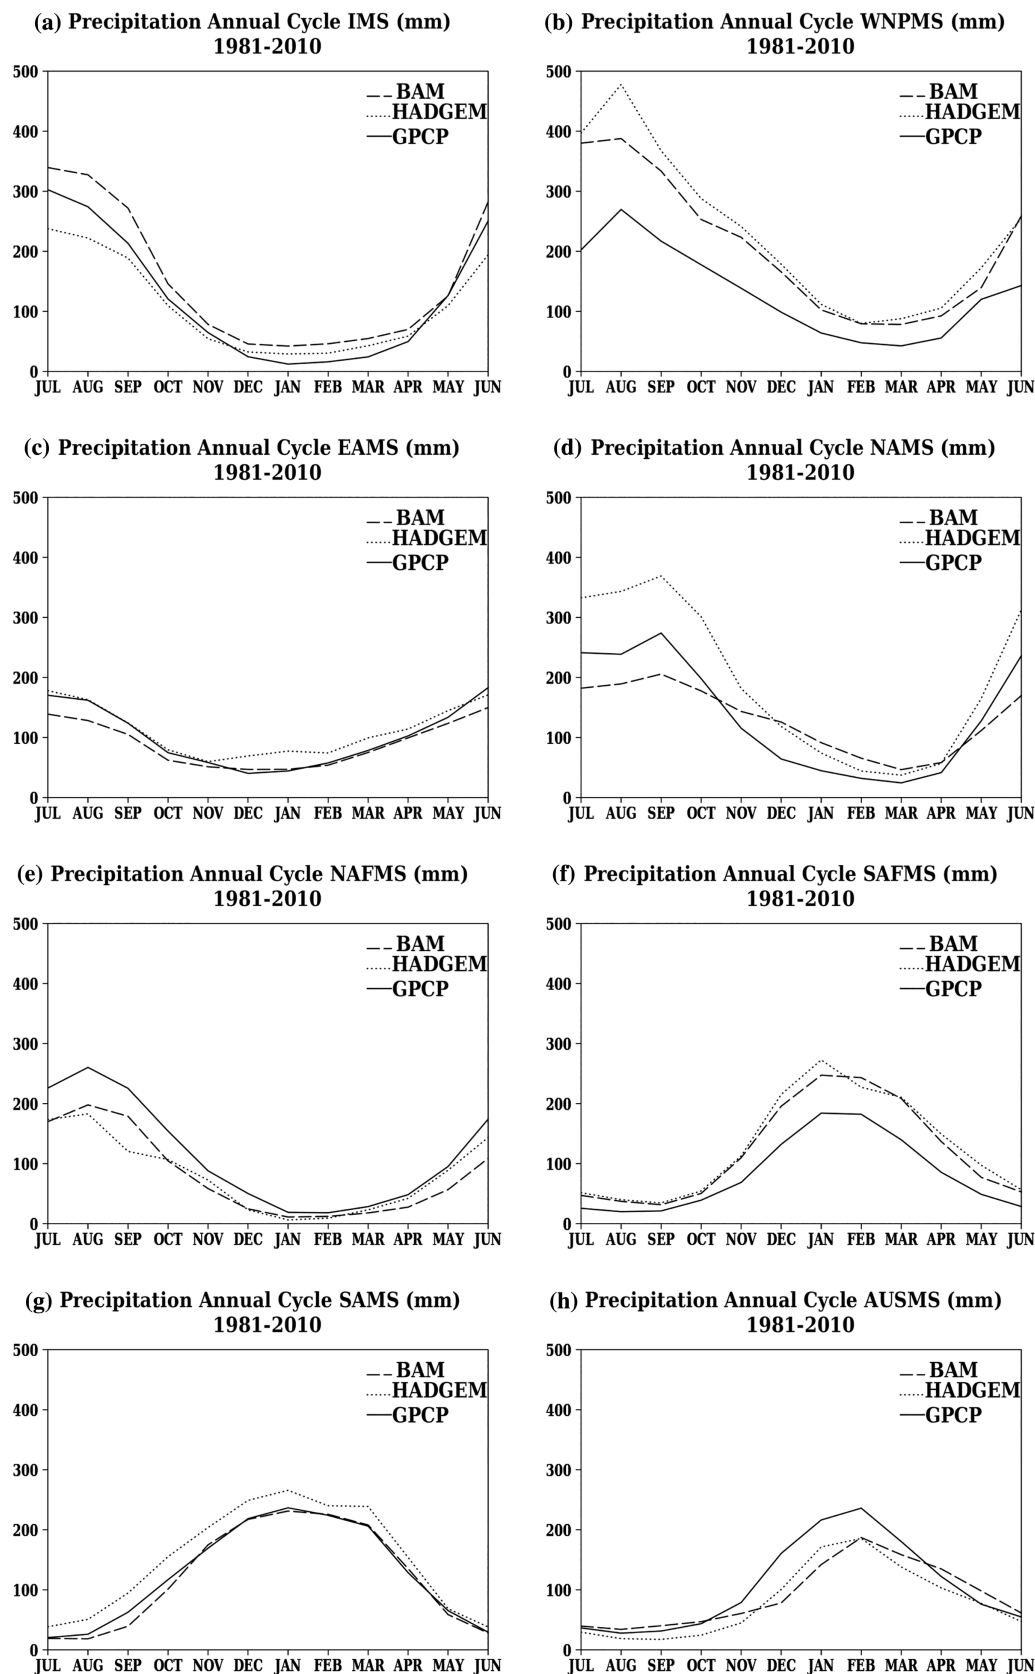 (a) Precipitation Annual Cycle IMS (mm)
1981-2010
500
400
300
200
100
0
BAM
HADGEM
GPCP
JUL AUG SEP OCT NOV DEC JAN FEB MAR APR MAY JUN
(b) Precipitation Annual Cycle WNPMS (mm)
1981-2010
500
400
300
200
100
0
BAM
HADGEM
GPCP
JUL AUG SEP OCT NOV DEC JAN FEB MAR APR MAY JUN
(c) Precipitation Annual Cycle EAMS (mm)
1981-2010
500
400
300
200
100
0
BAM
HADGEM
GPCP
JUL AUG SEP OCT NOV DEC JAN FEB MAR APR MAY JUN
(d) Precipitation Annual Cycle NAMS (mm)
1981-2010
500
400
300
200
100
0
BAM
HADGEM
GPCP
JUL AUG SEP OCT NOV DEC JAN FEB MAR APR MAY JUN
(e) Precipitation Annual Cycle NAFMS (mm)
1981-2010
500
400
300
200
100
0
BAM
HADGEM
GPCP
JUL AUG SEP OCT NOV DEC JAN FEB MAR APR MAY JUN
(f) Precipitation Annual Cycle SAFMS (mm)
1981-2010
500
400
300
200
100
0
BAM
HADGEM
GPCP
JUL AUG SEP OCT NOV DEC JAN FEB MAR APR MAY JUN
(g) Precipitation Annual Cycle SAMS (mm)
1981-2010
500
400
300
200
100
0
BAM
HADGEM
GPCP
JUL AUG SEP OCT NOV DEC JAN FEB MAR APR MAY JUN
(h) Precipitation Annual Cycle AUSMS (mm)
1981-2010
500
400
300
200
100
0
BAM
HADGEM
GPCP
JUL AUG SEP OCT NOV DEC JAN FEB MAR APR MAY JUN